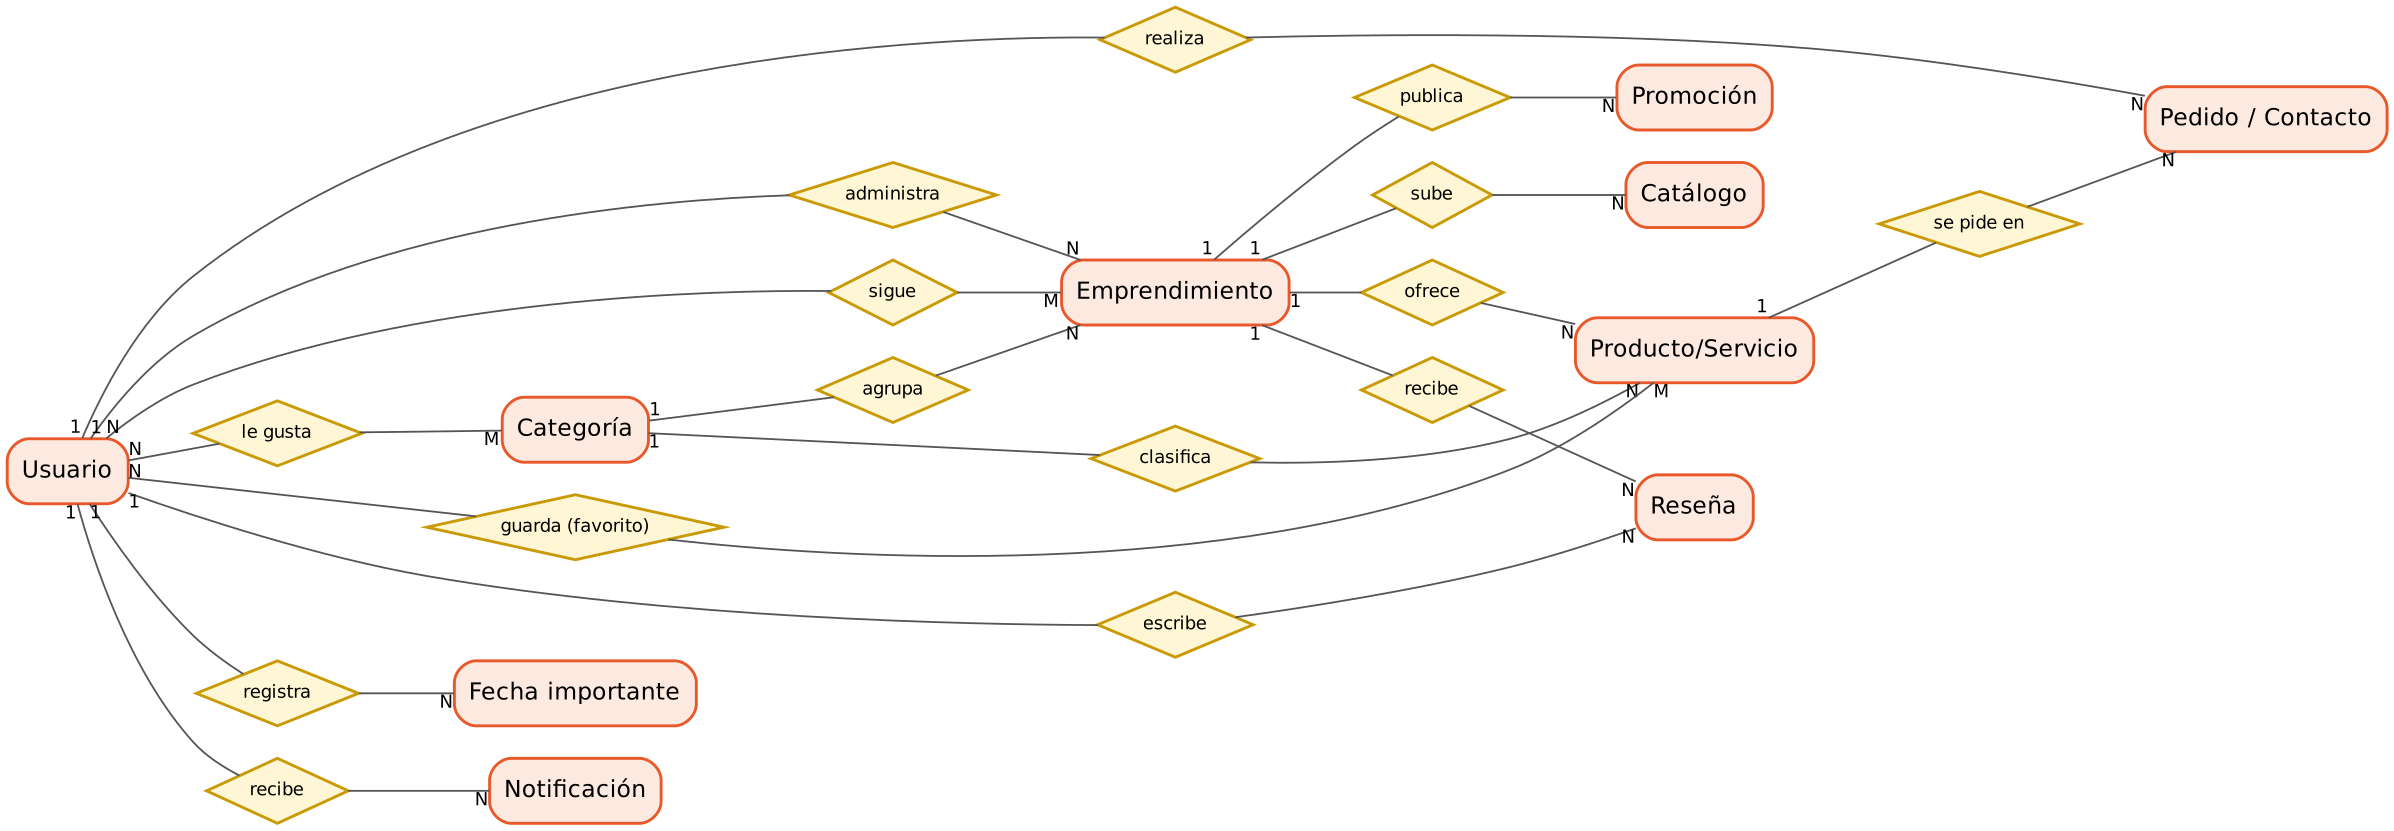 realiza
publica
N
Promoción
N
Pedido / Contacto
N
administra
sube
N
Catálogo
se pide en
N
1
1
sigue
M
Emprendimiento
1
ofrece
N
1
Producto/Servicio
N
1
agrupa
recibe
N
M
1
1
N
le gusta
M
Categoría
1
1
clasifica
N
N
1
Usuario
1
1
guarda (favorito)
N
Reseña
N
escribe
registra
N
Fecha importante
recibe
N
Notificación